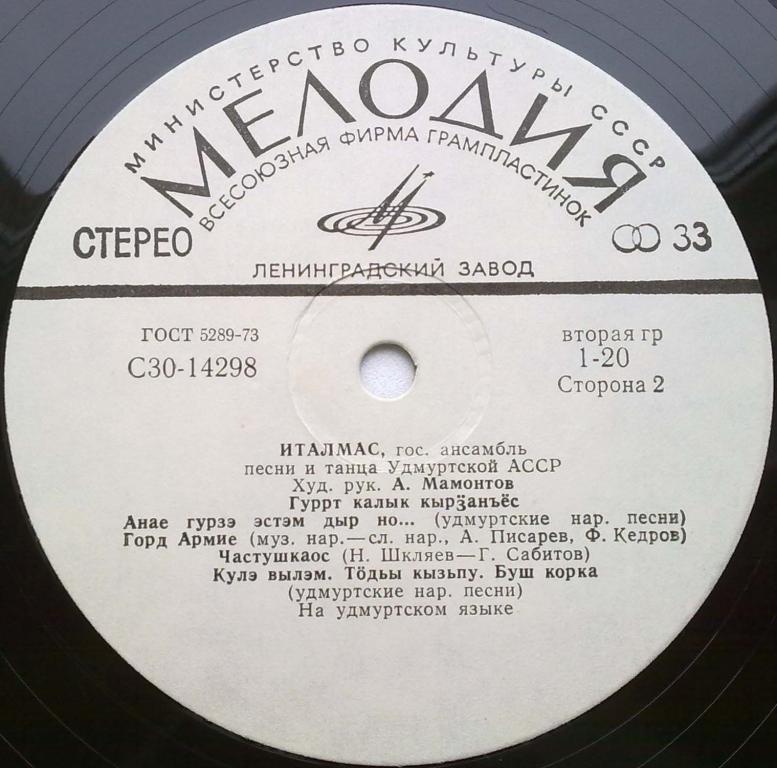 МИНИСТЕРСТВО КУЛЬТУРЫ СССР
МЕЛОДИЯ
ВСЕСОЮЗНАЯ ФИРМА ГРАМПЛАСТИНОК
СТЕРЕО
33
ЛЕНИНГРАДСКИЙ ЗАВОД
ГОСТ 5289-73
С30-14298
вторая гр
1-20
Сторона 2
ИТАЛМАС, гос. ансамбль
песни и танца Удмуртской АССР
Худ. рук. А. Мамонтов
Гуррт калык кырӟанъёс
Анае гурзэ эстэм дыр но... (удмуртские нар. песни)
Горд Армие (муз. нар.—сл. нар., А. Писарев, Ф. Кедров)
Частушкаос (Н. Шкляев—Г. Сабитов)
Кулэ вылэм. Тӧдьы кызьпу. Буш корка
(удмуртские нар. песни)
На удмуртском языке